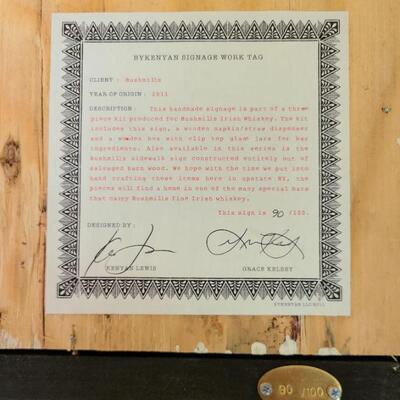 BYKENYAN SIGNAGE WORK TAG
CLIENT : Bushmills
YEAR OF ORIGIN : 2011
DESCRIPTION : This handmade signage is part of a three
piece kit produced for Bushmills Irish Whiskey. The kit
includes this sign, a wooden napkin/straw dispenser
and a wooden box with clip top glass jars for bar
ingredients. Also available in this series is the
Bushmills sidewalk sign constructed entirely out of
salvaged barn wood. We hope with the time we put into
hand crafting these items here in upstate NY, the
pieces will find a home in one of the many special bars
that carry Bushmills fine Irish whiskey.
This sign is 90 /100.
DESIGNED BY :
KENYAN LEWIS GRACE KELSEY
BYKENYAN LLC ©2011
90 /100